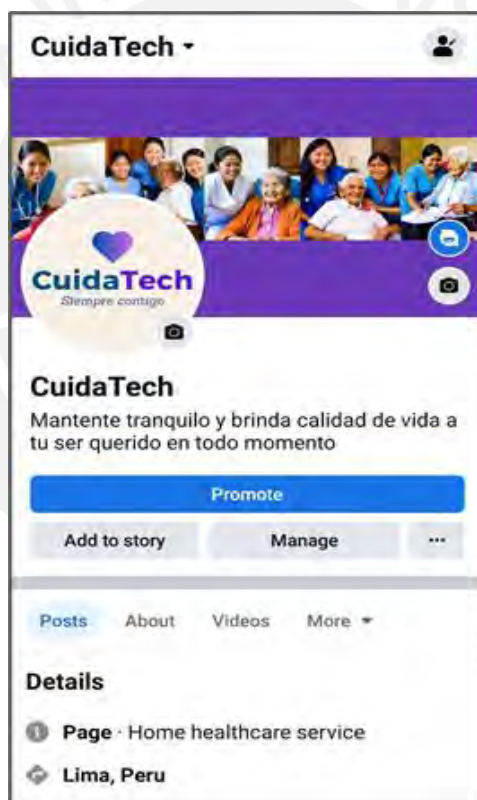 CuidaTech
CuidaTech
Siempre contigo
CuidaTech
Mantente tranquilo y brinda calidad de vida a
tu ser querido en todo momento
Promote
Add to story Manage ...
Posts About Videos More
Details
Page · Home healthcare service
Lima, Peru